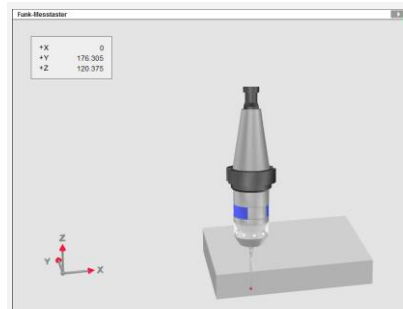 Funk-Messtaster
+X 0
+Y 176.305
+Z 120.375
Z
Y
X